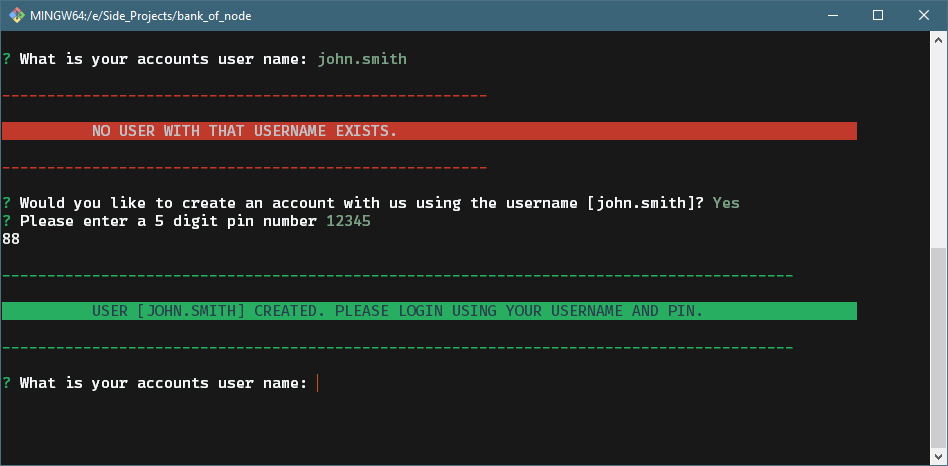 MINGW64:/e/Side_Projects/bank_of_node
? What is your accounts user name: john.smith
------------------------------------------------------
NO USER WITH THAT USERNAME EXISTS.
------------------------------------------------------
? Would you like to create an account with us using the username [john.smith]? Yes
? Please enter a 5 digit pin number 12345
88
----------------------------------------------------------------------------------------
USER [JOHN.SMITH] CREATED. PLEASE LOGIN USING YOUR USERNAME AND PIN.
----------------------------------------------------------------------------------------
? What is your accounts user name: